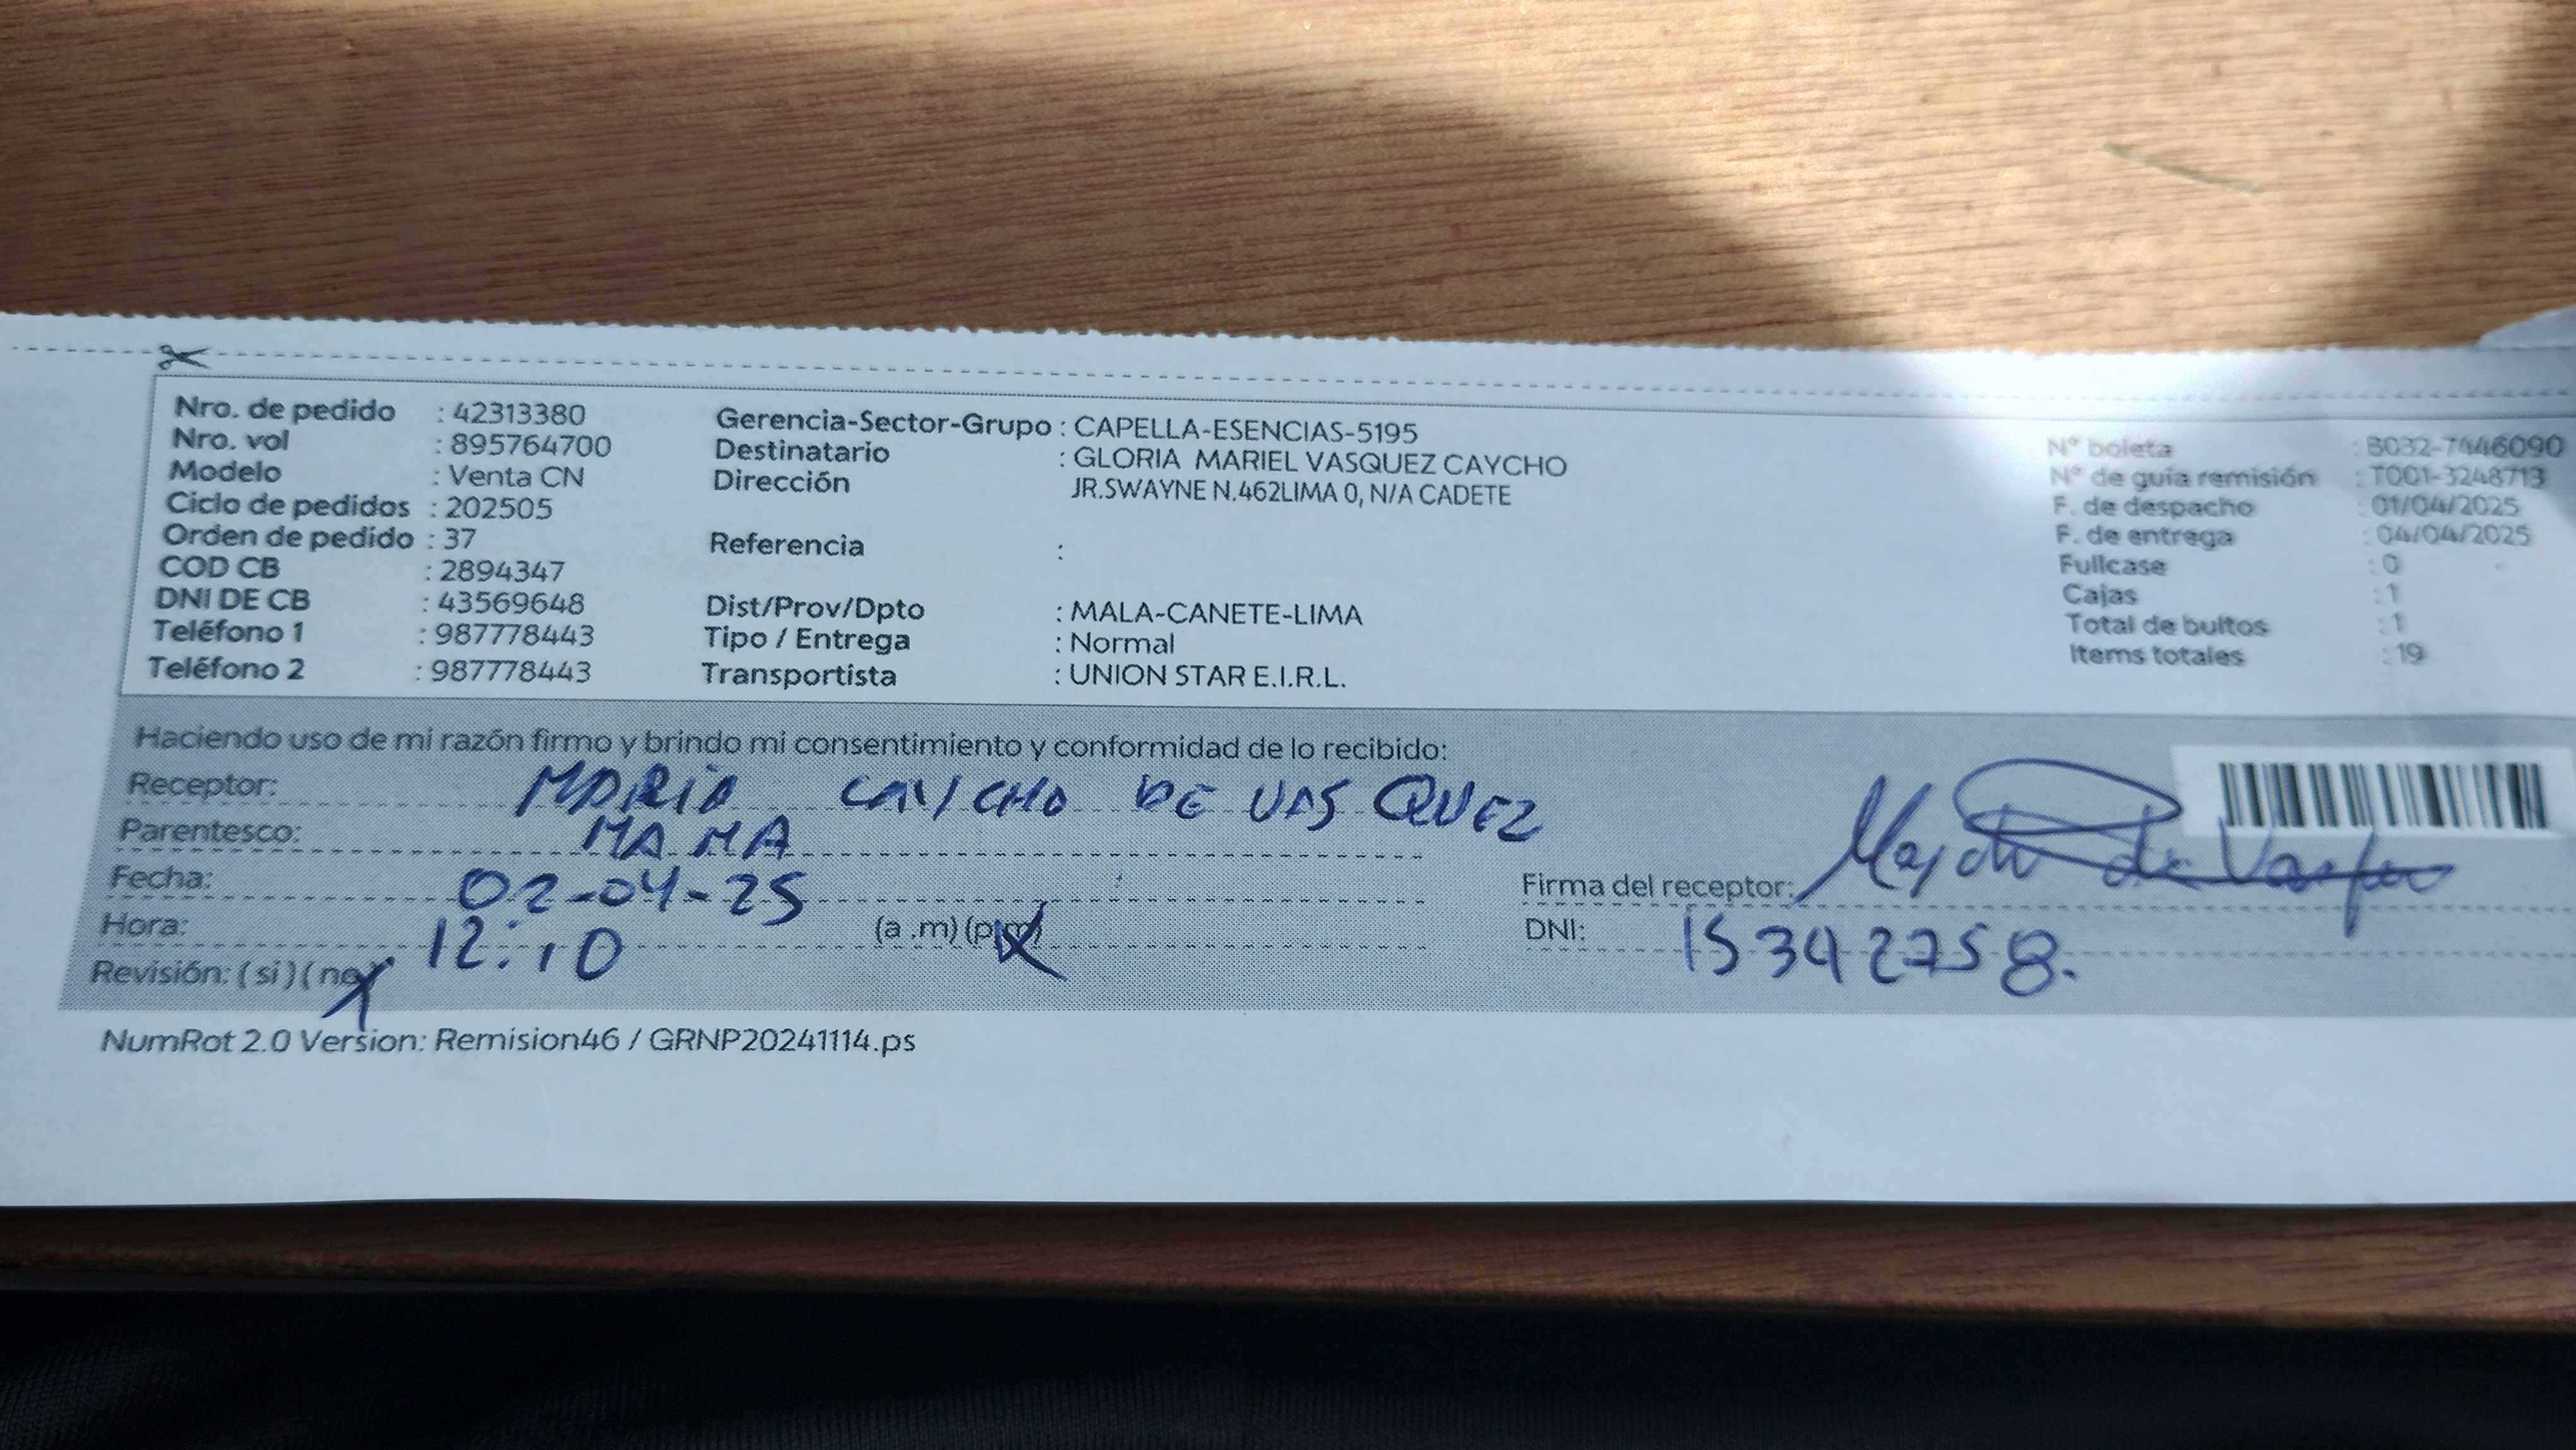 Nro. de pedido : 42313380
Nro. vol : 895764700
Modelo : Venta CN
Ciclo de pedidos : 202505
Orden de pedido : 37
COD CB : 2894347
DNI DE CB : 43569648
Teléfono 1 : 987778443
Teléfono 2 : 987778443
Gerencia-Sector-Grupo : CAPELLA-ESENCIAS-5195
Destinatario : GLORIA MARIEL VASQUEZ CAYCHO
Dirección JR.SWAYNE N.462LIMA 0, N/A CADETE
Referencia :
Dist/Prov/Dpto : MALA-CANETE-LIMA
Tipo / Entrega : Normal
Transportista : UNION STAR E.I.R.L.
N° boleta : B032-7446090
N° de guía remisión : T001-3248713
F. de despacho : 01/04/2025
F. de entrega : 04/04/2025
Fullcase : 0
Cajas : 1
Total de bultos : 1
Items totales : 19
Haciendo uso de mi razón firmo y brindo mi consentimiento y conformidad de lo recibido:
Receptor: MARIA CAYCHO DE VASQUEZ
Parentesco: MAMA
Fecha: 02-04-25
Hora: 12:10 (a.m)(p.m)
Revisión: (si)(no)
Firma del receptor:
DNI: 15342758.
NumRot 2.0 Version: Remision46 / GRNP20241114.ps